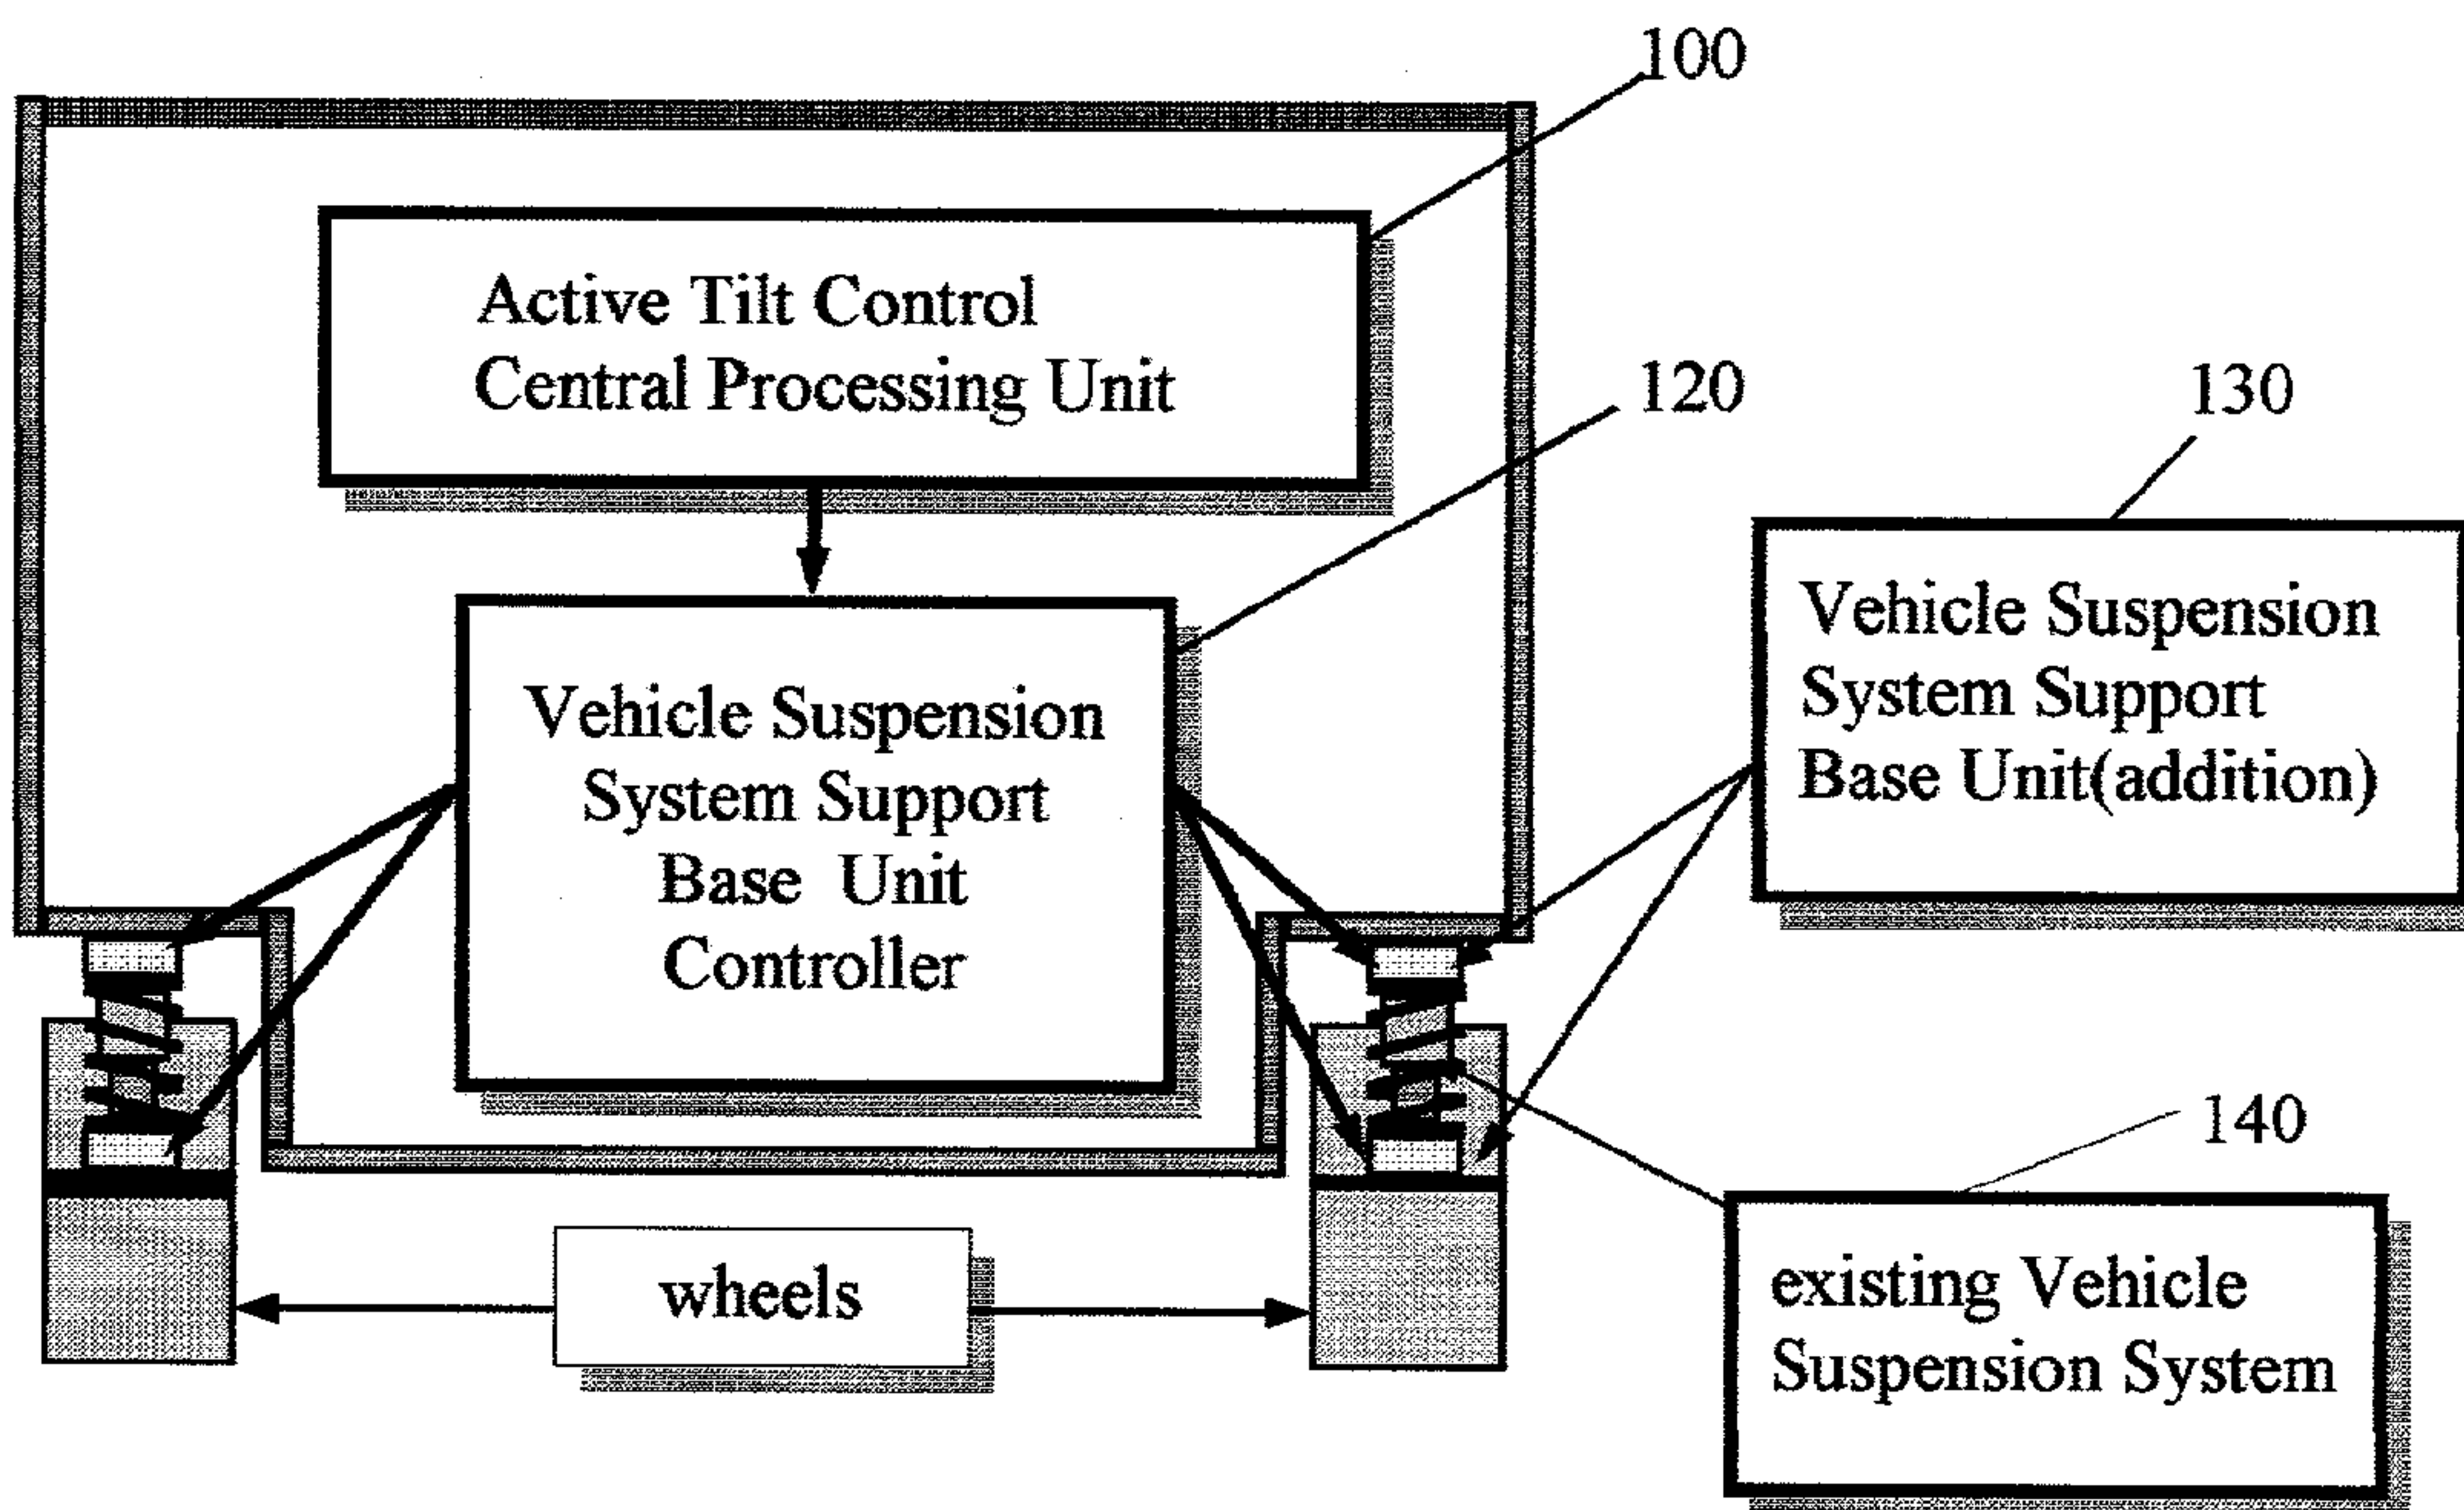 100
Active Tilt Control
Central Processing Unit
120
130
Vehicle Suspension
System Support
Base Unit
Controller
Vehicle Suspension
System Support
Base Unit(addition)
140
wheels
existing Vehicle
Suspension System